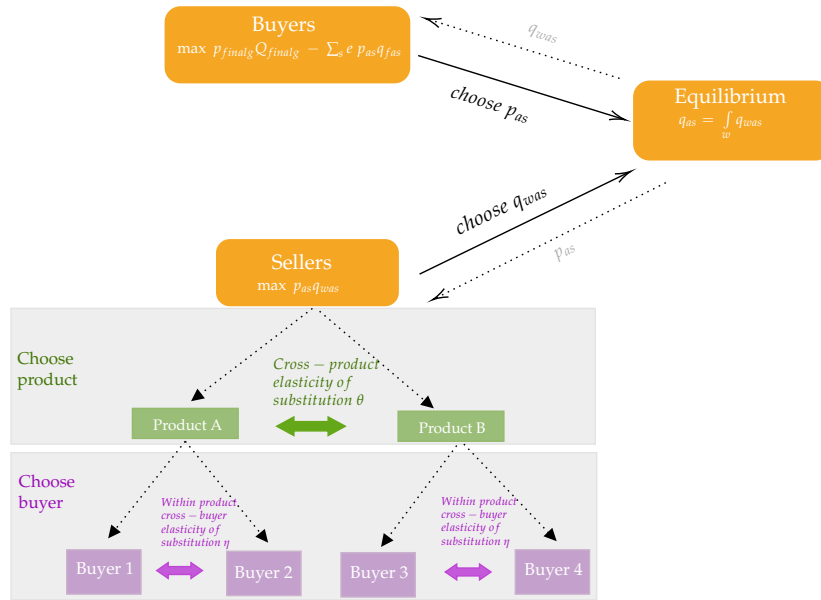 Buyers
max p_{finalg}Q_{finalg} − ∑_s e p_{as}q_{fas}
q_{was}
choose p_{as}
Equilibrium
q_{as} = ∫_w q_{was}
choose q_{was}
p_{as}
Sellers
max p_{as}q_{was}
Choose
product
Cross − product
elasticity of
substitution θ
Product A
Product B
Choose
buyer
Within product
cross − buyer
elasticity of
substitution η
Within product
cross − buyer
elasticity of
substitution η
Buyer 1
Buyer 2
Buyer 3
Buyer 4